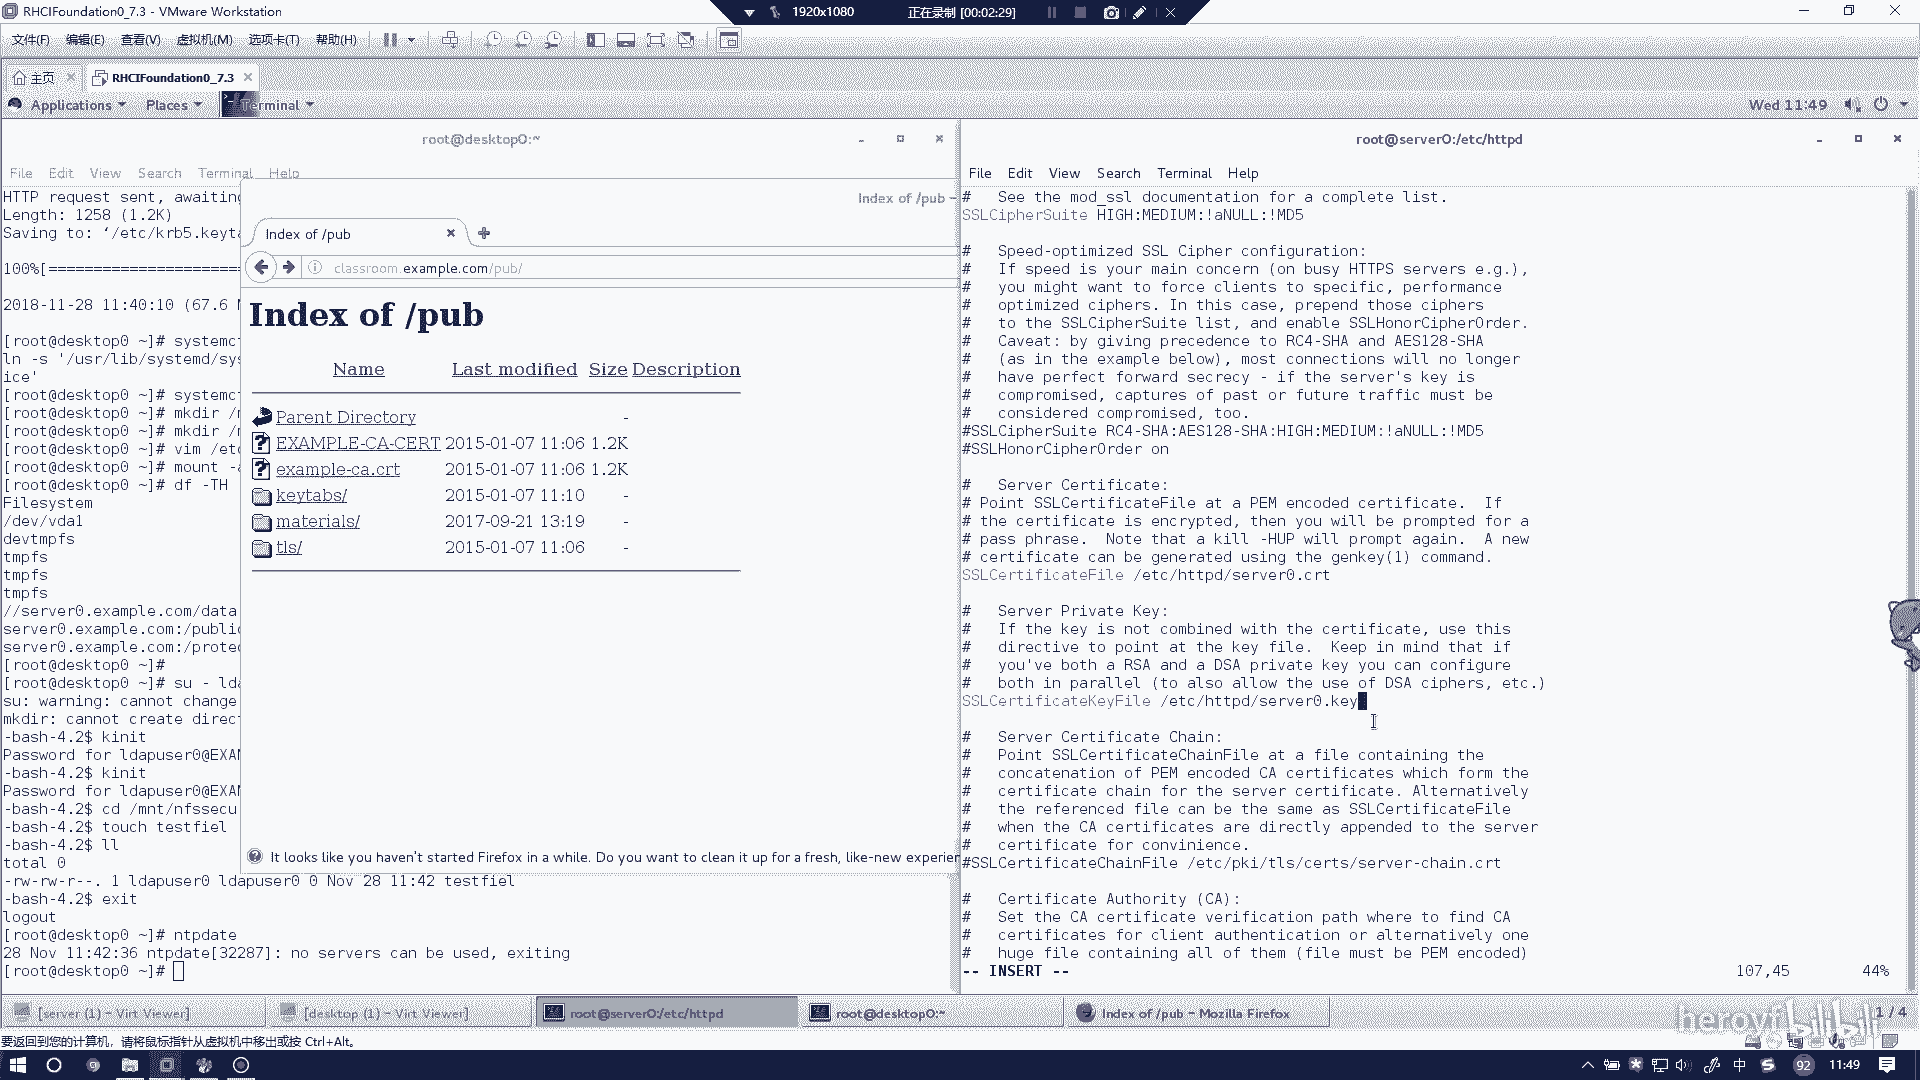 RHCIFoundation0_7.3 - VMware Workstation
1920x1080 正在录制 [00:02:29]
文件(F) 编辑(E) 查看(V) 虚拟机(M) 选项卡(T) 帮助(H)
主页 RHCIFoundation0_7.3
Applications Places Terminal Wed 11:49
root@desktop0:~
File Edit View Search Terminal Help
HTTP request sent, awaiting
Length: 1258 (1.2K)
Saving to: ‘/etc/krb5.keyta
100%[======================
2018-11-28 11:40:10 (67.6
[root@desktop0 ~]# systemc
ln -s '/usr/lib/systemd/sys
ice'
[root@desktop0 ~]# systemc
[root@desktop0 ~]# mkdir /
[root@desktop0 ~]# mkdir /
[root@desktop0 ~]# vim /et
[root@desktop0 ~]# mount -a
[root@desktop0 ~]# df -TH
Filesystem
/dev/vda1
devtmpfs
tmpfs
tmpfs
tmpfs
//server0.example.com/data
server0.example.com:/public
server0.example.com:/prote
[root@desktop0 ~]#
[root@desktop0 ~]# su - lda
su: warning: cannot change
mkdir: cannot create direct
-bash-4.2$ kinit
Password for ldapuser0@EXAM
-bash-4.2$ kinit
Password for ldapuser0@EXAM
-bash-4.2$ cd /mnt/nfssecu
-bash-4.2$ touch testfiel
-bash-4.2$ ll
total 0
-rw-rw-r--. 1 ldapuser0 ldapuser0 0 Nov 28 11:42 testfiel
-bash-4.2$ exit
logout
[root@desktop0 ~]# ntpdate
28 Nov 11:42:36 ntpdate[32287]: no servers can be used, exiting
[root@desktop0 ~]#
Index of /pub -
Index of /pub
classroom.example.com/pub/
Index of /pub
Name Last modified Size Description
Parent Directory -
EXAMPLE-CA-CERT 2015-01-07 11:06 1.2K
example-ca.crt 2015-01-07 11:06 1.2K
keytabs/ 2015-01-07 11:10 -
materials/ 2017-09-21 13:19 -
tls/ 2015-01-07 11:06 -
It looks like you haven't started Firefox in a while. Do you want to clean it up for a fresh, like-new experien
root@server0:/etc/httpd
File Edit View Search Terminal Help
# See the mod_ssl documentation for a complete list.
SSLCipherSuite HIGH:MEDIUM:!aNULL:!MD5
# Speed-optimized SSL Cipher configuration:
# If speed is your main concern (on busy HTTPS servers e.g.),
# you might want to force clients to specific, performance
# optimized ciphers. In this case, prepend those ciphers
# to the SSLCipherSuite list, and enable SSLHonorCipherOrder.
# Caveat: by giving precedence to RC4-SHA and AES128-SHA
# (as in the example below), most connections will no longer
# have perfect forward secrecy - if the server's key is
# compromised, captures of past or future traffic must be
# considered compromised, too.
#SSLCipherSuite RC4-SHA:AES128-SHA:HIGH:MEDIUM:!aNULL:!MD5
#SSLHonorCipherOrder on
# Server Certificate:
# Point SSLCertificateFile at a PEM encoded certificate. If
# the certificate is encrypted, then you will be prompted for a
# pass phrase. Note that a kill -HUP will prompt again. A new
# certificate can be generated using the genkey(1) command.
SSLCertificateFile /etc/httpd/server0.crt
# Server Private Key:
# If the key is not combined with the certificate, use this
# directive to point at the key file. Keep in mind that if
# you've both a RSA and a DSA private key you can configure
# both in parallel (to also allow the use of DSA ciphers, etc.)
SSLCertificateKeyFile /etc/httpd/server0.key
# Server Certificate Chain:
# Point SSLCertificateChainFile at a file containing the
# concatenation of PEM encoded CA certificates which form the
# certificate chain for the server certificate. Alternatively
# the referenced file can be the same as SSLCertificateFile
# when the CA certificates are directly appended to the server
# certificate for convinience.
#SSLCertificateChainFile /etc/pki/tls/certs/server-chain.crt
# Certificate Authority (CA):
# Set the CA certificate verification path where to find CA
# certificates for client authentication or alternatively one
# huge file containing all of them (file must be PEM encoded)
-- INSERT -- 107,45 44%
[server (1) - Virt Viewer] [desktop (1) - Virt Viewer] root@server0:/etc/httpd root@desktop0:~ Index of /pub - Mozilla Firefox 1 / 4
heroyf bilibili
要返回到您的计算机，请将鼠标指针从虚拟机中移出或按 Ctrl+Alt。
中 92 11:49